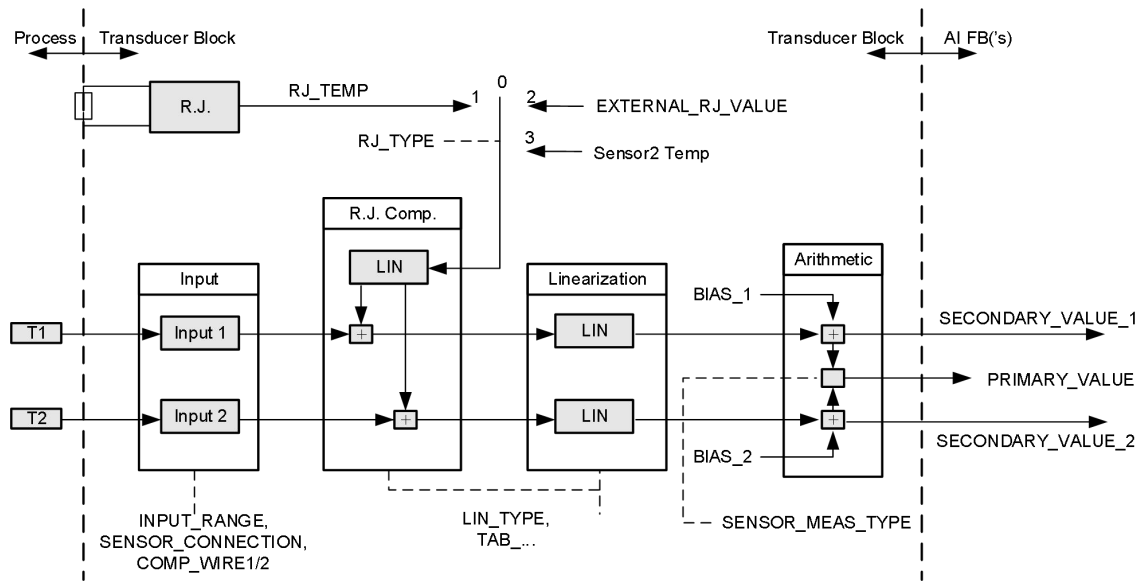 Process
Transducer Block
Transducer Block
AI FB('s)
R.J.
RJ_TEMP
1
0
2
EXTERNAL_RJ_VALUE
RJ_TYPE
3
Sensor2 Temp
R.J. Comp.
LIN
Input
Linearization
Arithmetic
BIAS_1
T1
Input 1
+
LIN
+
SECONDARY_VALUE_1
PRIMARY_VALUE
T2
Input 2
+
LIN
+
SECONDARY_VALUE_2
BIAS_2
INPUT_RANGE,
SENSOR_CONNECTION,
COMP_WIRE1/2
LIN_TYPE,
TAB_...
SENSOR_MEAS_TYPE